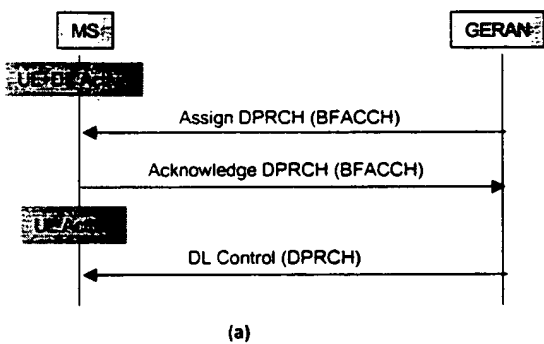 MS
GERAN
Assign DPRCH (BFACCH)
Acknowledge DPRCH (BFACCH)
DL Control (DPRCH)
(a)